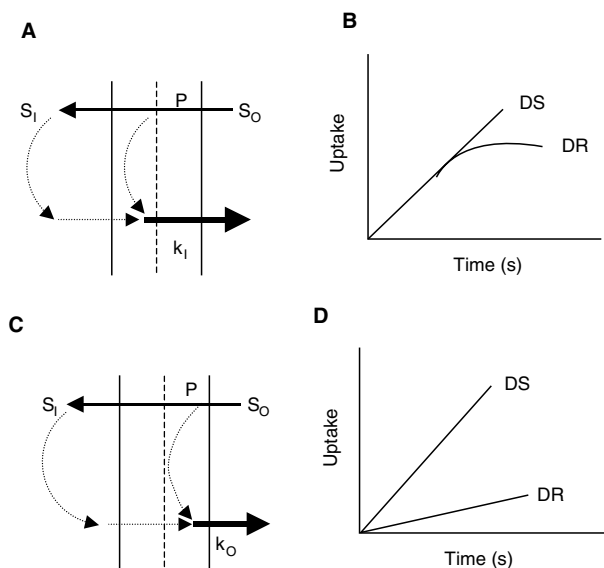 A
P
S_I
S_O
k_I
B
DS
DR
Uptake
Time (s)
C
P
S_I
S_O
k_O
D
DS
DR
Uptake
Time (s)